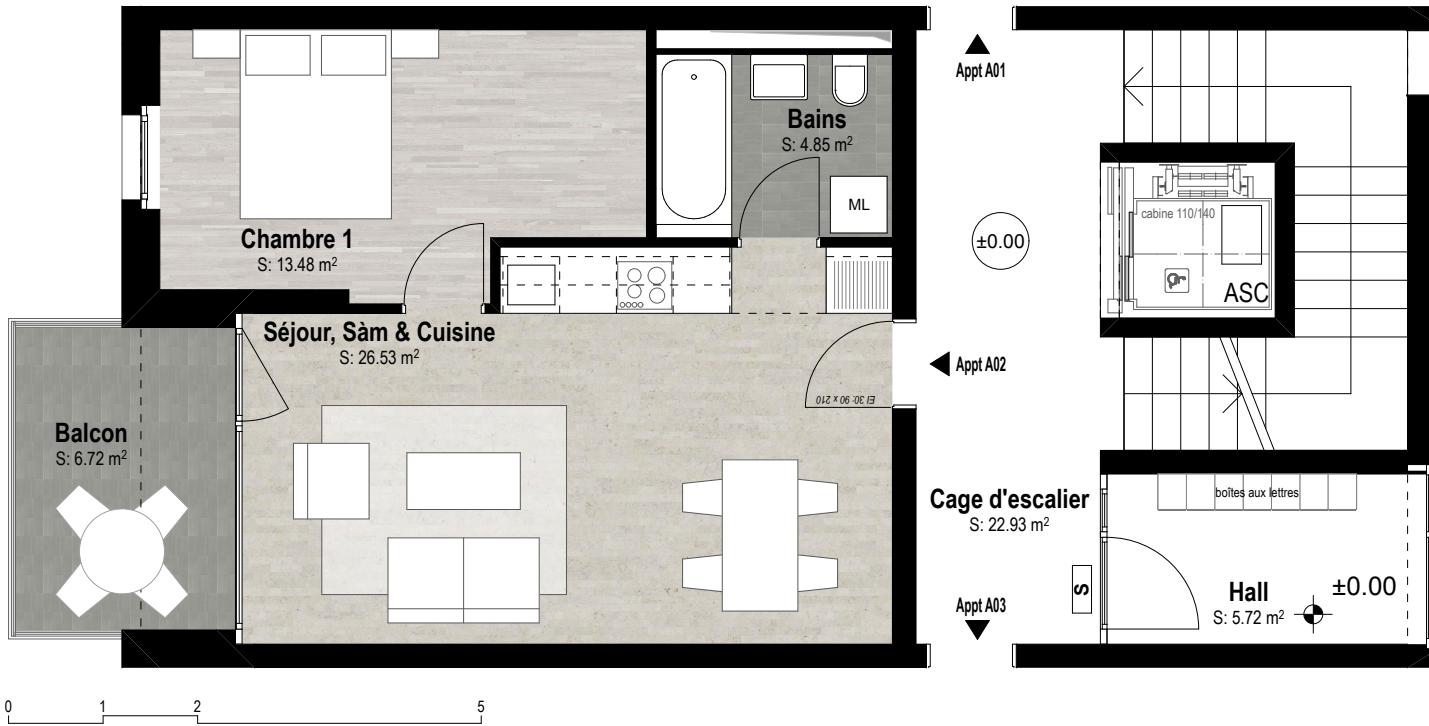 Appt A01
Bains
S: 4.85 m²
ML
cabine 110/140
ASC
±0.00
Chambre 1
S: 13.48 m²
Séjour, Sàm & Cuisine
S: 26.53 m²
Appt A02
EI 30: 90 x 210
Balcon
S: 6.72 m²
Cage d'escalier
S: 22.93 m²
boîtes aux lettres
S
Hall
S: 5.72 m²
±0.00
Appt A03
0 1 2 5